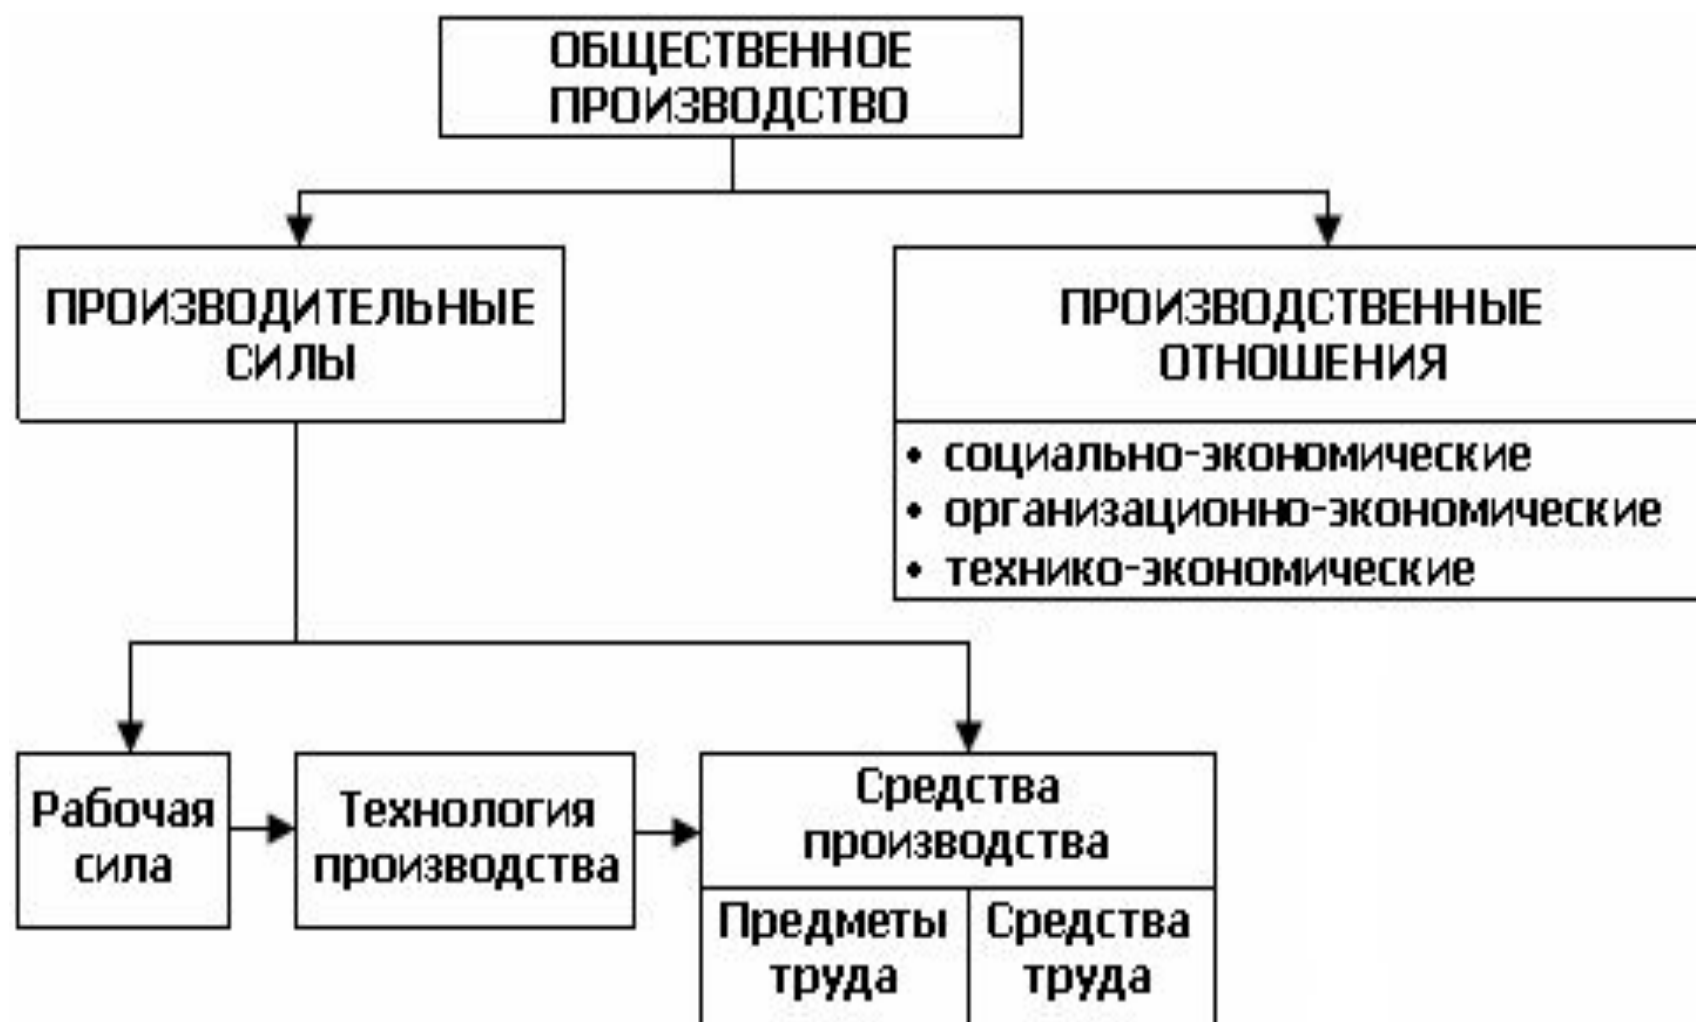 ОБЩЕСТВЕННОЕ
ПРОИЗВОДСТВО
ПРОИЗВОДИТЕЛЬНЫЕ
СИЛЫ
ПРОИЗВОДСТВЕННЫЕ
ОТНОШЕНИЯ
• социально-экономические
• организационно-экономические
• технико-экономические
Рабочая
сила
Технология
производства
Средства
производства
Предметы
труда
Средства
труда